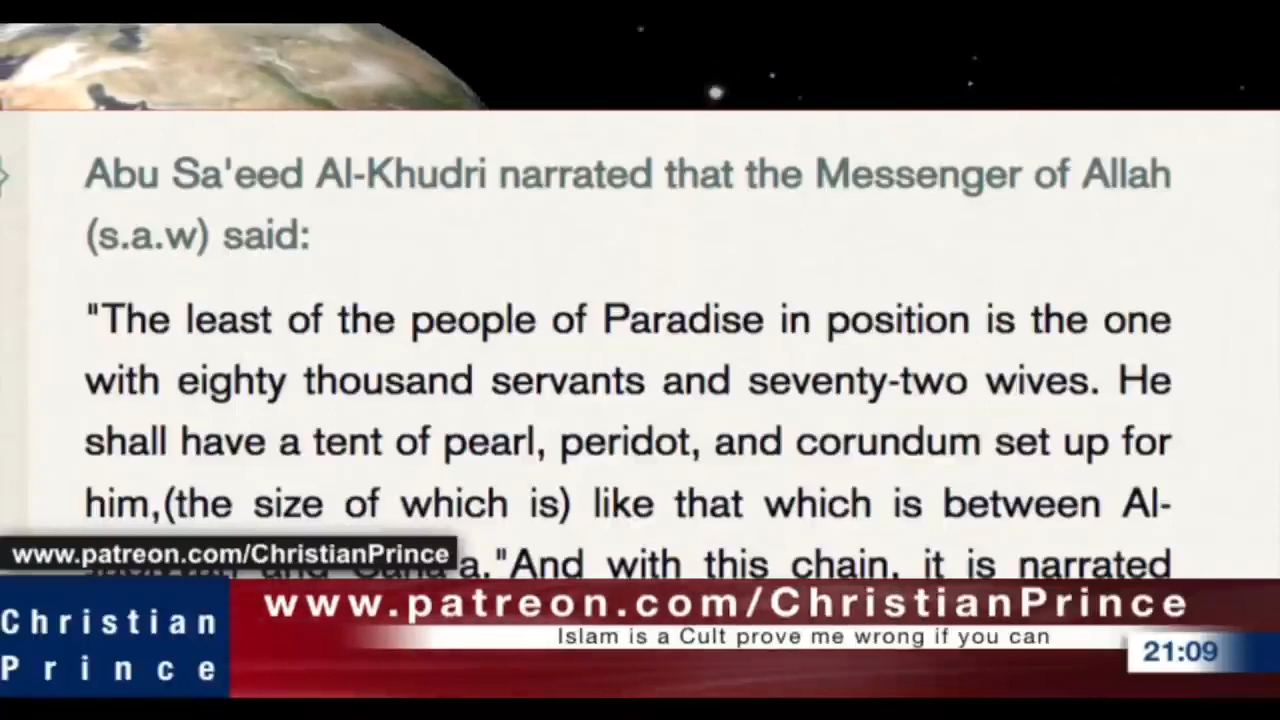 Abu Sa'eed Al-Khudri narrated that the Messenger of Allah
(s.a.w) said:
"The least of the people of Paradise in position is the one
with eighty thousand servants and seventy-two wives. He
shall have a tent of pearl, peridot, and corundum set up for
him,(the size of which is) like that which is between Al-
www.patreon.com/ChristianPrince
and a."And with this chain, it is narrated
www.patreon.com/ChristianPrince
Christian
Prince
Islam is a Cult prove me wrong if you can
21:09